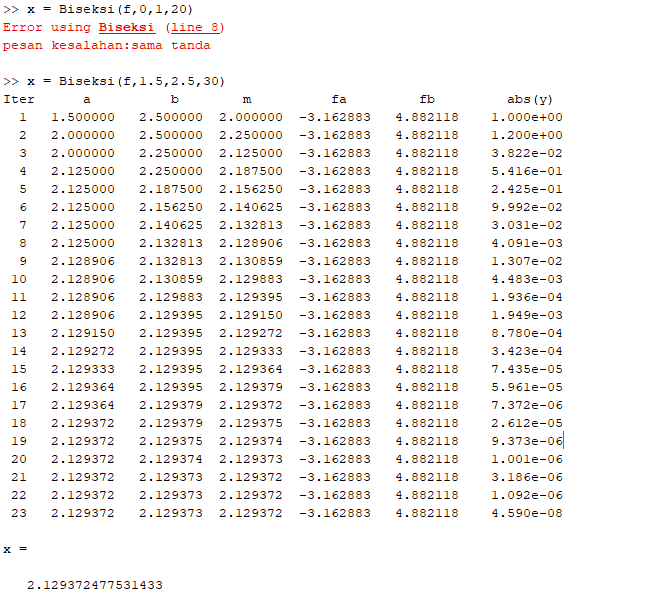 >> x = Biseksi(f,0,1,20)
Error using Biseksi (line 8)
pesan kesalahan:sama tanda
>> x = Biseksi(f,1.5,2.5,30)
Iter a b m fa fb abs(y)
1 1.500000 2.500000 2.000000 -3.162883 4.882118 1.000e+00
2 2.000000 2.500000 2.250000 -3.162883 4.882118 1.200e+00
3 2.000000 2.250000 2.125000 -3.162883 4.882118 3.822e-02
4 2.125000 2.250000 2.187500 -3.162883 4.882118 5.416e-01
5 2.125000 2.187500 2.156250 -3.162883 4.882118 2.425e-01
6 2.125000 2.156250 2.140625 -3.162883 4.882118 9.992e-02
7 2.125000 2.140625 2.132813 -3.162883 4.882118 3.031e-02
8 2.125000 2.132813 2.128906 -3.162883 4.882118 4.091e-03
9 2.128906 2.132813 2.130859 -3.162883 4.882118 1.307e-02
10 2.128906 2.130859 2.129883 -3.162883 4.882118 4.483e-03
11 2.128906 2.129883 2.129395 -3.162883 4.882118 1.936e-04
12 2.128906 2.129395 2.129150 -3.162883 4.882118 1.949e-03
13 2.129150 2.129395 2.129272 -3.162883 4.882118 8.780e-04
14 2.129272 2.129395 2.129333 -3.162883 4.882118 3.423e-04
15 2.129333 2.129395 2.129364 -3.162883 4.882118 7.435e-05
16 2.129364 2.129395 2.129379 -3.162883 4.882118 5.961e-05
17 2.129364 2.129379 2.129372 -3.162883 4.882118 7.372e-06
18 2.129372 2.129379 2.129375 -3.162883 4.882118 2.612e-05
19 2.129372 2.129375 2.129374 -3.162883 4.882118 9.373e-06
20 2.129372 2.129374 2.129373 -3.162883 4.882118 1.001e-06
21 2.129372 2.129373 2.129372 -3.162883 4.882118 3.186e-06
22 2.129372 2.129373 2.129372 -3.162883 4.882118 1.092e-06
23 2.129372 2.129373 2.129372 -3.162883 4.882118 4.590e-08
x =
2.129372477531433